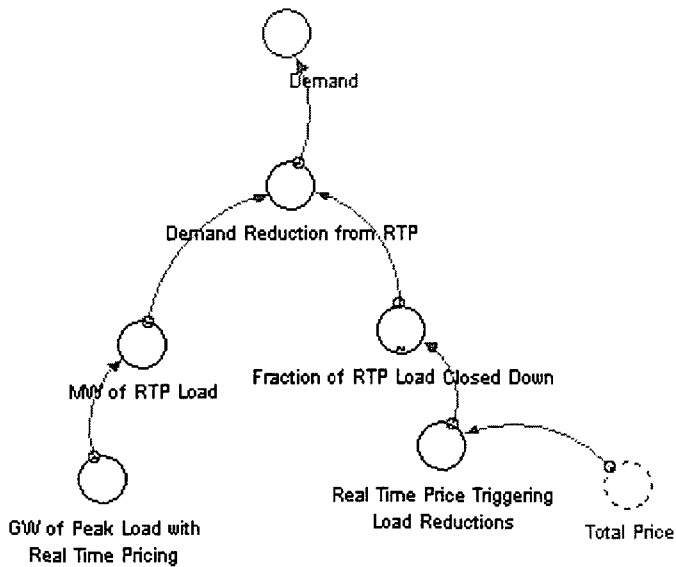 Demand
Demand Reduction from RTP
MW of RTP Load
Fraction of RTP Load Closed Down
GW of Peak Load with
Real Time Pricing
Real Time Price Triggering
Load Reductions
Total Price